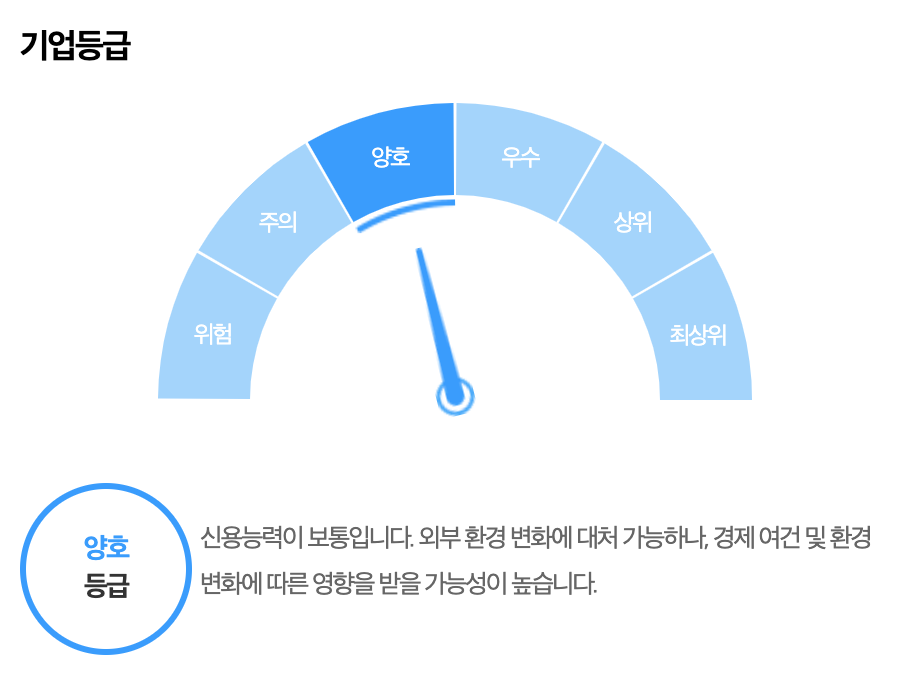 기업등급
양호
우수
주의
상위
위험
최상위
양호
등급
신용능력이 보통입니다. 외부 환경 변화에 대처 가능하나, 경제 여건 및 환경
변화에 따른 영향을 받을 가능성이 높습니다.